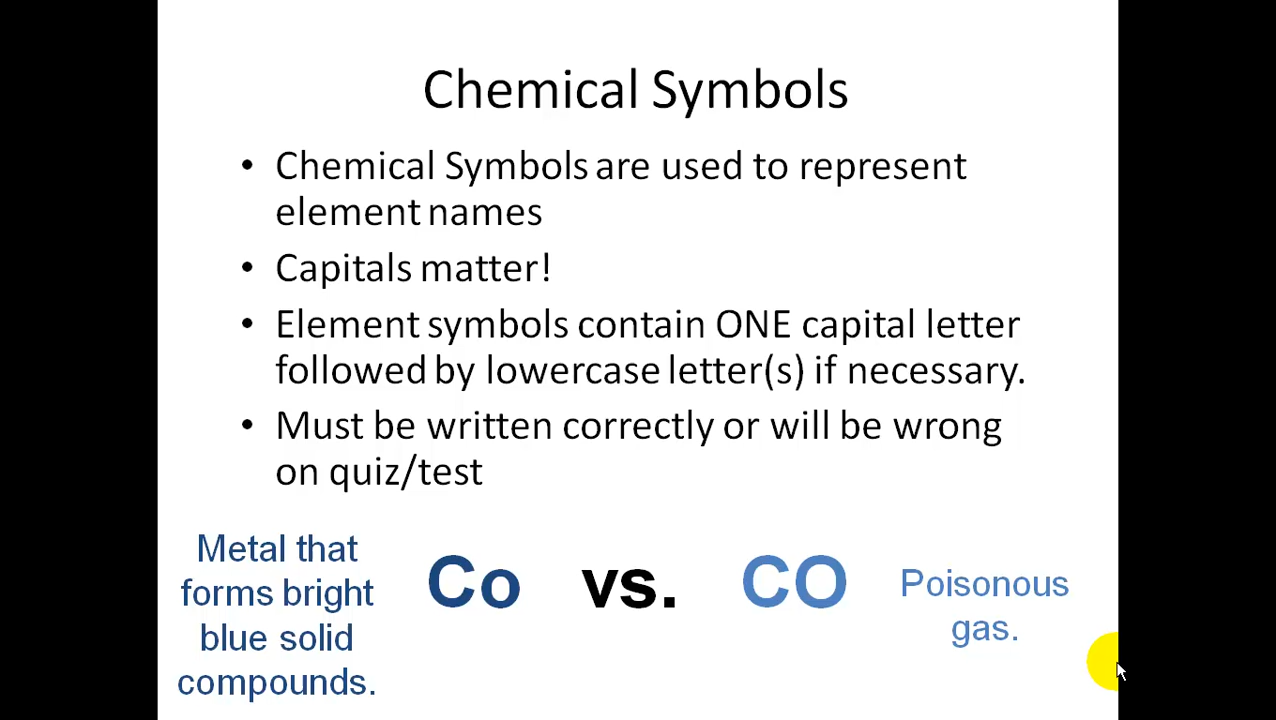 Chemical Symbols
• Chemical Symbols are used to represent
element names
• Capitals matter!
• Element symbols contain ONE capital letter
followed by lowercase letter(s) if necessary.
• Must be written correctly or will be wrong
on quiz/test
Metal that
forms bright
blue solid
compounds.
Co vs. CO
Poisonous
gas.